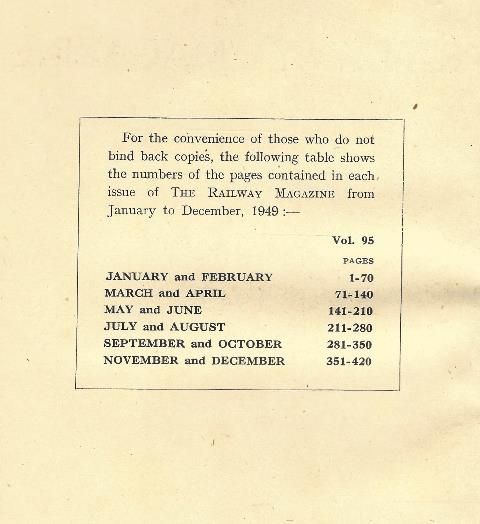 For the convenience of those who do not
bind back copies, the following table shows
the numbers of the pages contained in each
issue of THE RAILWAY MAGAZINE from
January to December, 1949 :—
Vol. 95
PAGES
JANUARY and FEBRUARY 1-70
MARCH and APRIL 71-140
MAY and JUNE 141-210
JULY and AUGUST 211-280
SEPTEMBER and OCTOBER 281-350
NOVEMBER and DECEMBER 351-420